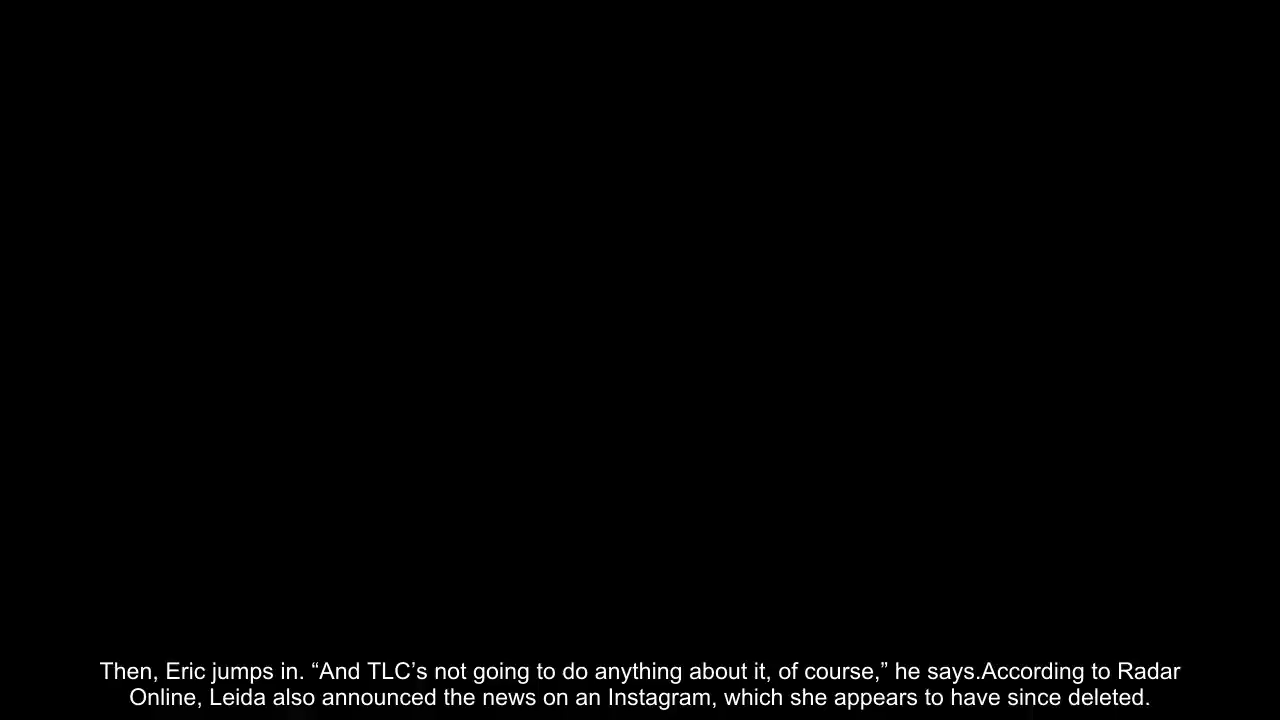 Then, Eric jumps in. “And TLC’s not going to do anything about it, of course,” he says.According to Radar
Online, Leida also announced the news on an Instagram, which she appears to have since deleted.